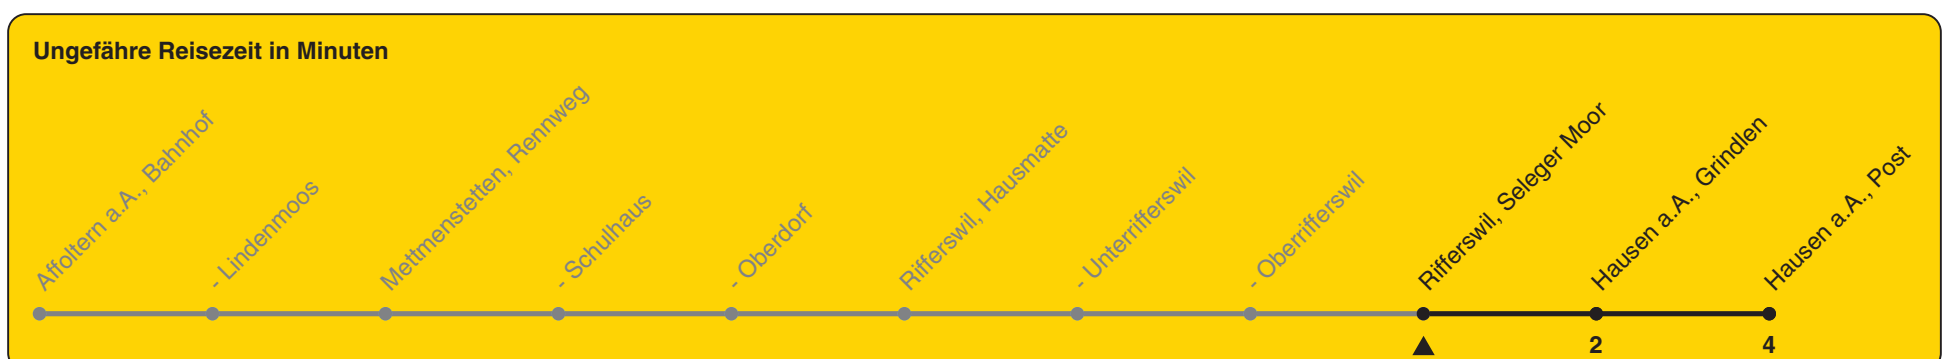 Ungefähre Reisezeit in Minuten
Affoltern a.A., Bahnhof
- Lindenmoos
Mettmenstetten, Rennweg
- Schulhaus
- Oberdorf
Rifferswil, Hausmatte
- Unterrifferswil
- Oberrifferswil
Rifferswil, Seleger Moor
Hausen a.A., Grindlen
Hausen a.A., Post
2
4